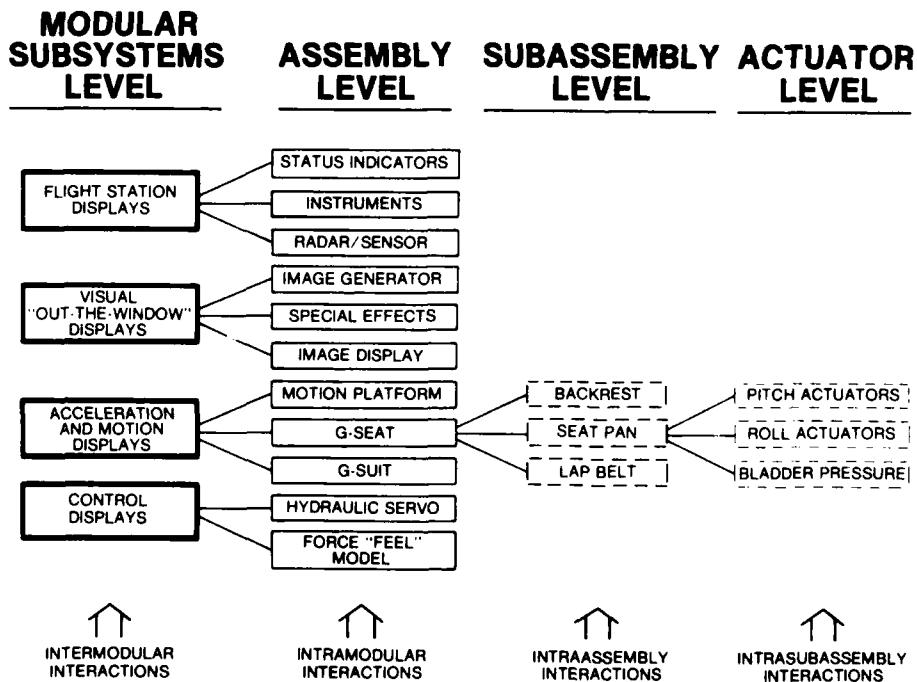 MODULAR
SUBSYSTEMS
LEVEL
ASSEMBLY
LEVEL
SUBASSEMBLY
LEVEL
ACTUATOR
LEVEL
FLIGHT STATION
DISPLAYS
STATUS INDICATORS
INSTRUMENTS
RADAR/SENSOR
VISUAL
"OUT-THE-WINDOW"
DISPLAYS
IMAGE GENERATOR
SPECIAL EFFECTS
IMAGE DISPLAY
ACCELERATION
AND MOTION
DISPLAYS
MOTION PLATFORM
G-SEAT
G-SUIT
BACKREST
SEAT PAN
LAP BELT
PITCH ACTUATORS
ROLL ACTUATORS
BLADDER PRESSURE
CONTROL
DISPLAYS
HYDRAULIC SERVO
FORCE "FEEL"
MODEL
INTERMODULAR
INTERACTIONS
INTRAMODULAR
INTERACTIONS
INTRAASSEMBLY
INTERACTIONS
INTRASUBASSEMBLY
INTERACTIONS